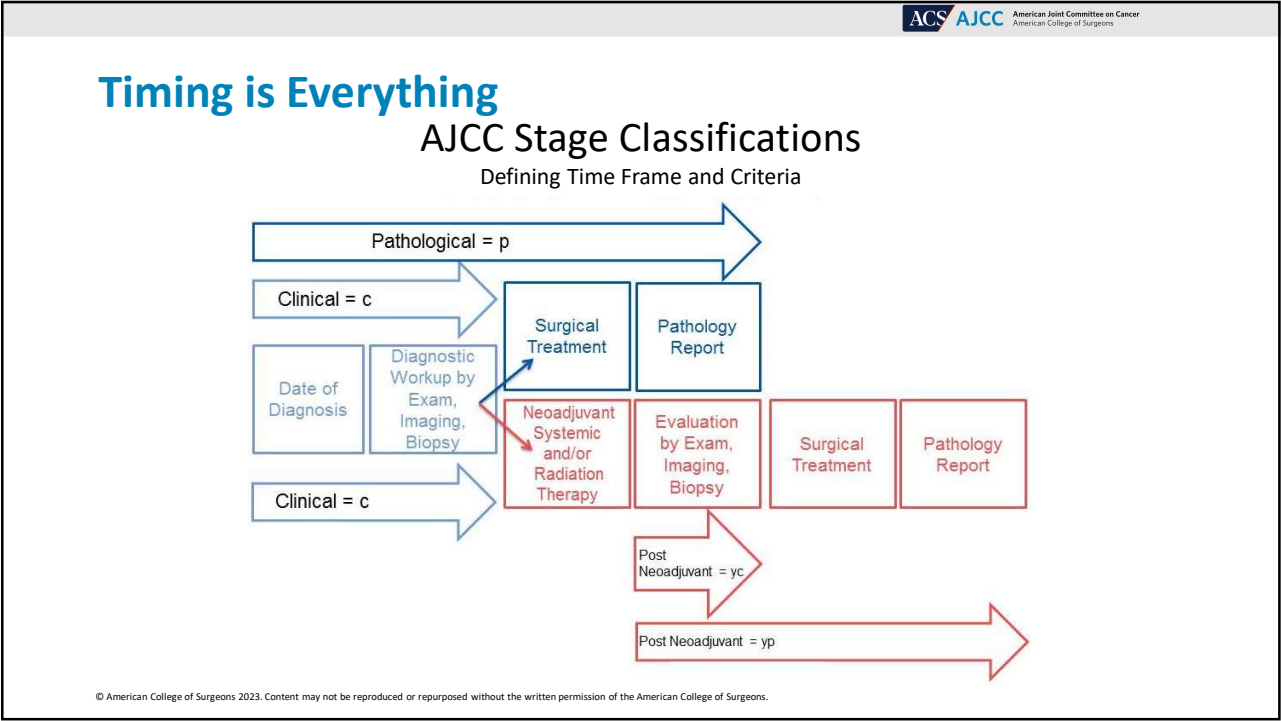 ACS AJCC American Joint Committee on Cancer
American College of Surgeons
Timing is Everything
AJCC Stage Classifications
Defining Time Frame and Criteria
Pathological = p
Clinical = c
Surgical
Treatment
Pathology
Report
Date of
Diagnosis
Diagnostic
Workup by
Exam,
Imaging,
Biopsy
Neoadjuvant
Systemic
and/or
Radiation
Therapy
Evaluation
by Exam,
Imaging,
Biopsy
Surgical
Treatment
Pathology
Report
Clinical = c
Post
Neoadjuvant = yc
Post Neoadjuvant = yp
© American College of Surgeons 2023. Content may not be reproduced or repurposed without the written permission of the American College of Surgeons.